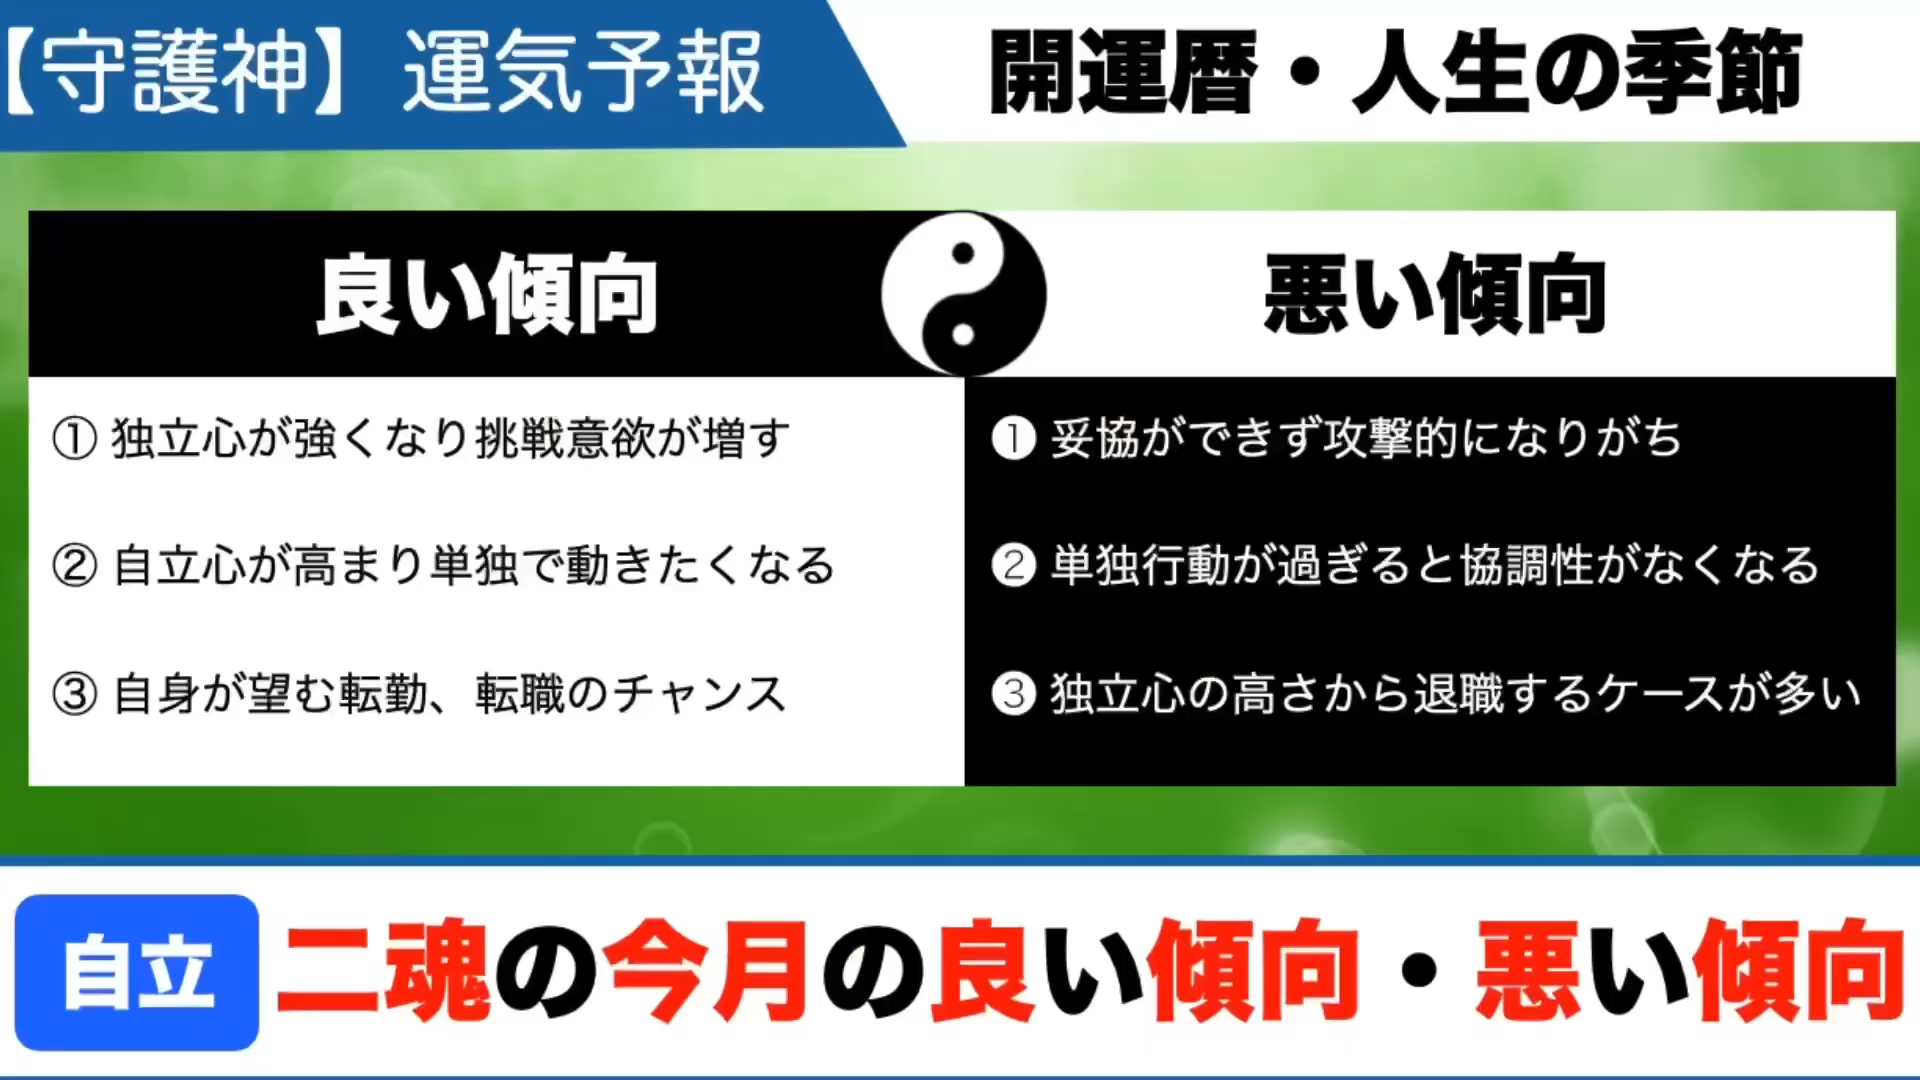 【守護神】運気予報
開運暦・人生の季節
良い傾向
悪い傾向
① 独立心が強くなり挑戦意欲が増す
② 自立心が高まり単独で動きたくなる
③ 自身が望む転勤、転職のチャンス
❶ 妥協ができず攻撃的になりがち
❷ 単独行動が過ぎると協調性がなくなる
❸ 独立心の高さから退職するケースが多い
自立
二魂の今月の良い傾向・悪い傾向